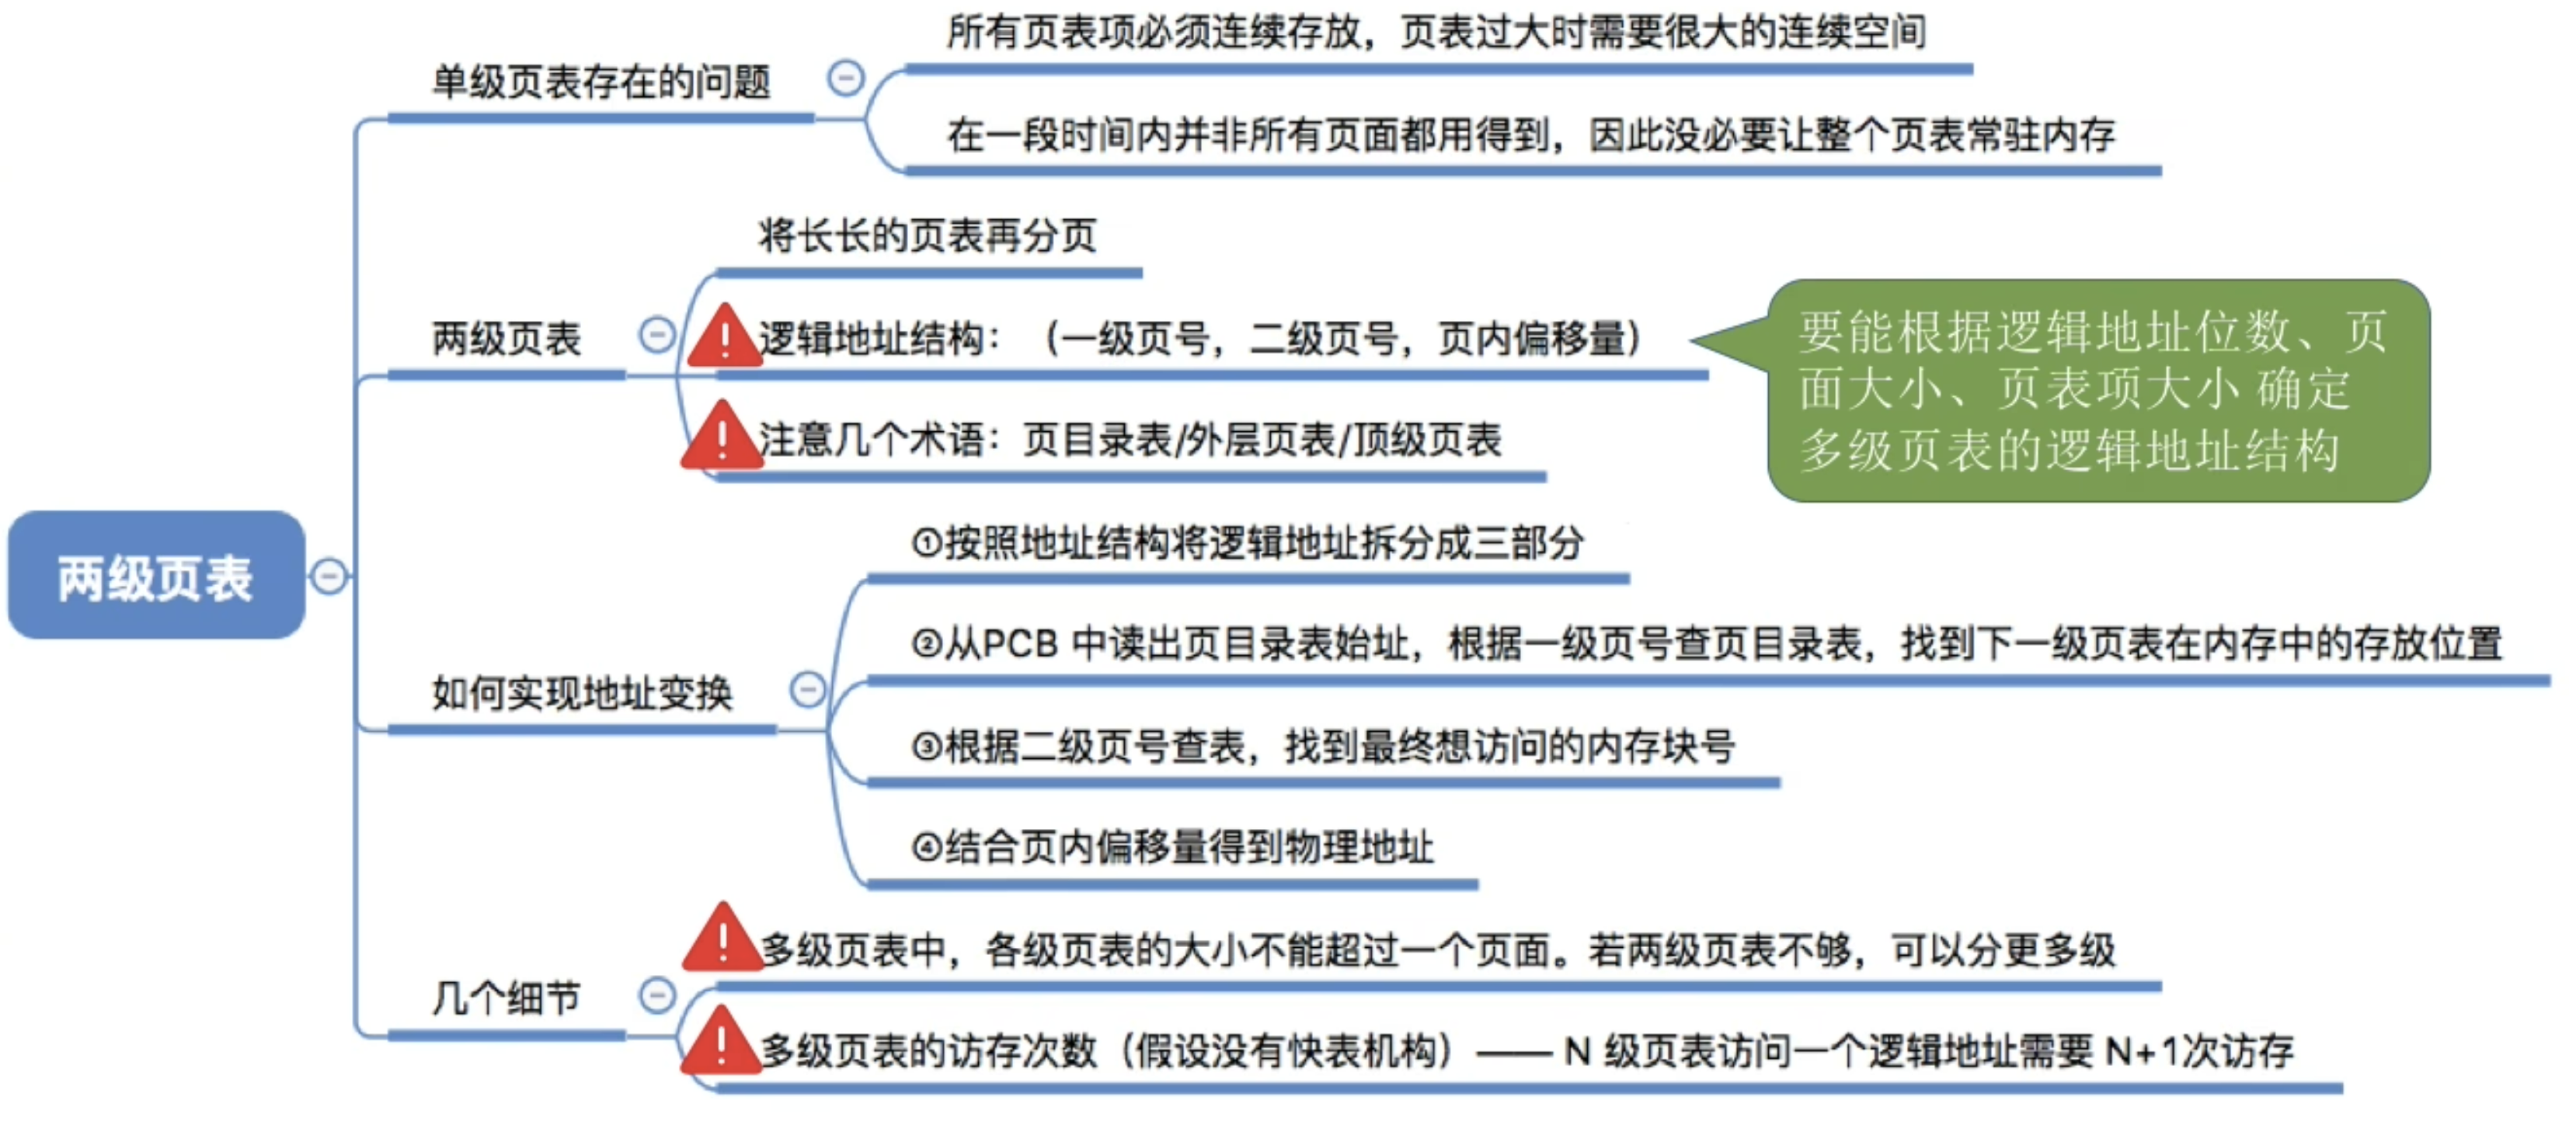 单级页表存在的问题
所有页表项必须连续存放，页表过大时需要很大的连续空间
在一段时间内并非所有页面都用得到，因此没必要让整个页表常驻内存
两级页表
将长长的页表再分页
逻辑地址结构：（一级页号，二级页号，页内偏移量）
注意几个术语：页目录表/外层页表/顶级页表
要能根据逻辑地址位数、页
面大小、页表项大小 确定
多级页表的逻辑地址结构
两级页表
如何实现地址变换
①按照地址结构将逻辑地址拆分成三部分
②从PCB 中读出页目录表始址，根据一级页号查页目录表，找到下一级页表在内存中的存放位置
③根据二级页号查表，找到最终想访问的内存块号
④结合页内偏移量得到物理地址
几个细节
多级页表中，各级页表的大小不能超过一个页面。若两级页表不够，可以分更多级
多级页表的访存次数（假设没有快表机构）—— N 级页表访问一个逻辑地址需要 N+1次访存